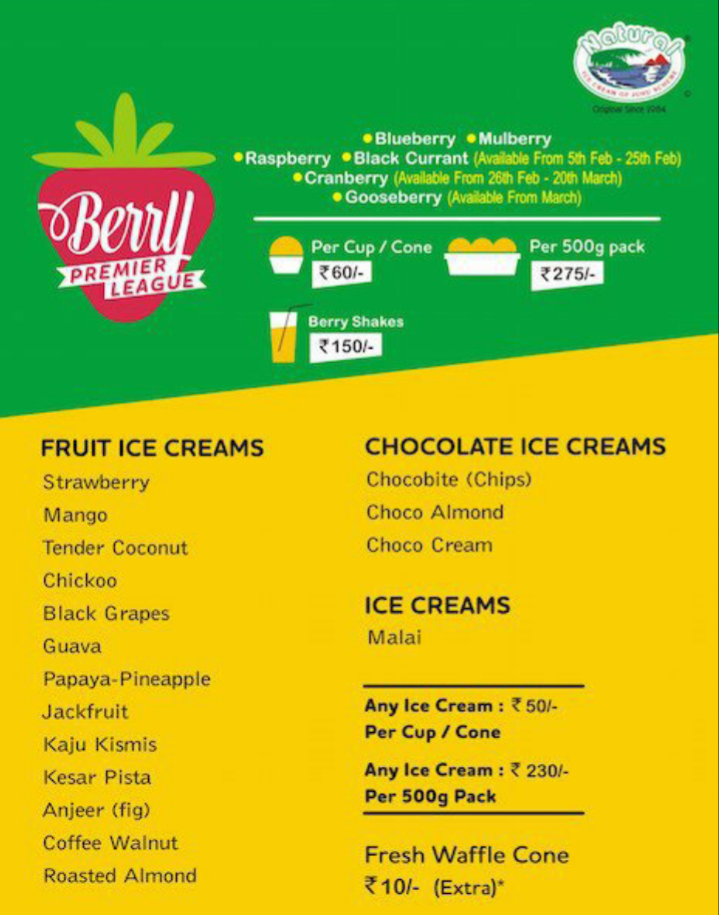 Natural
ICE CREAM OF JUHU SCHEME
Original Since 1984
• Blueberry • Mulberry
• Raspberry • Black Currant (Available From 5th Feb - 25th Feb)
• Cranberry (Available From 26th Feb - 20th March)
• Gooseberry (Available From March)
Berry
PREMIER
LEAGUE
Per Cup / Cone
₹60/-
Per 500g pack
₹275/-
Berry Shakes
₹150/-
FRUIT ICE CREAMS
Strawberry
Mango
Tender Coconut
Chickoo
Black Grapes
Guava
Papaya-Pineapple
Jackfruit
Kaju Kismis
Kesar Pista
Anjeer (fig)
Coffee Walnut
Roasted Almond
CHOCOLATE ICE CREAMS
Chocobite (Chips)
Choco Almond
Choco Cream
ICE CREAMS
Malai
Any Ice Cream : ₹ 50/-
Per Cup / Cone
Any Ice Cream : ₹ 230/-
Per 500g Pack
Fresh Waffle Cone
₹10/- (Extra)*